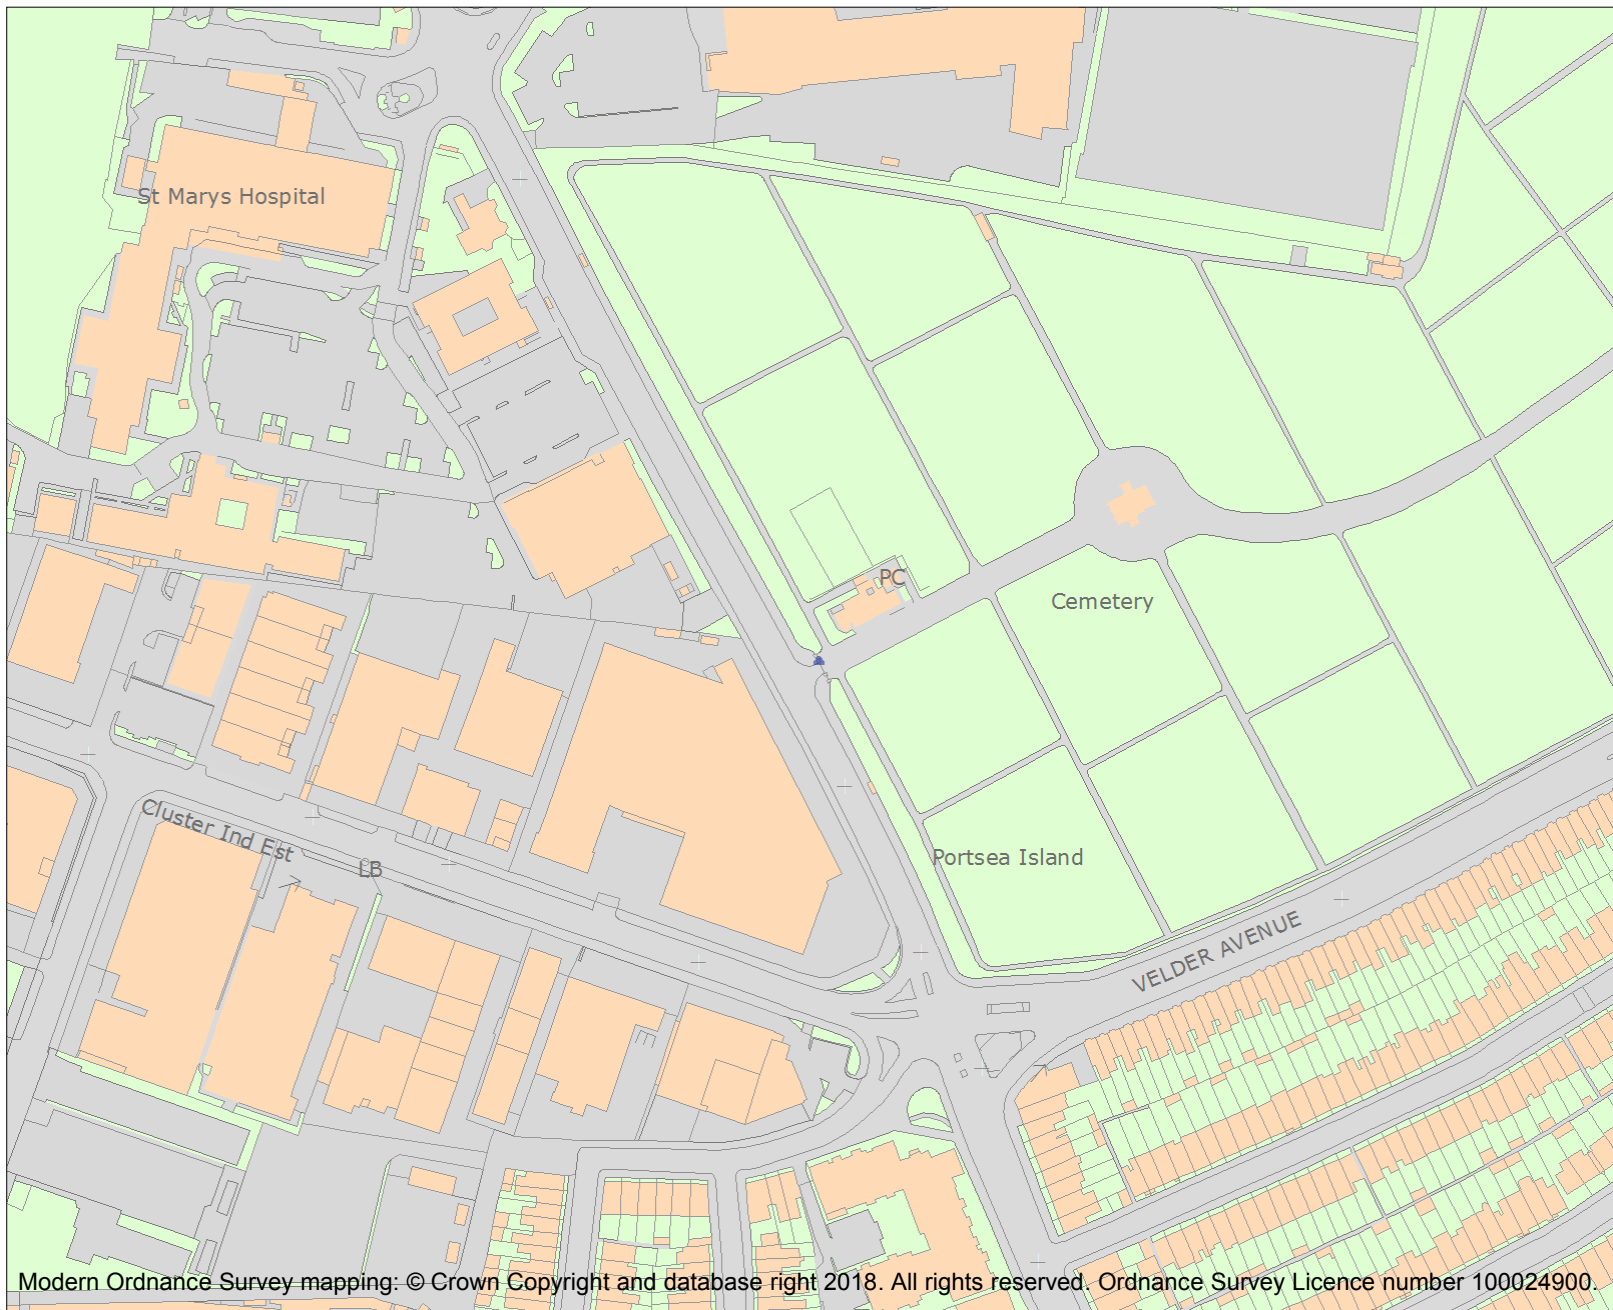 St Marys Hospital
PC
Cemetery
Cluster Ind Est
LB
Portsea Island
VELDER AVENUE
Modern Ordnance Survey mapping: © Crown Copyright and database right 2018. All rights reserved. Ordnance Survey Licence number 100024900.